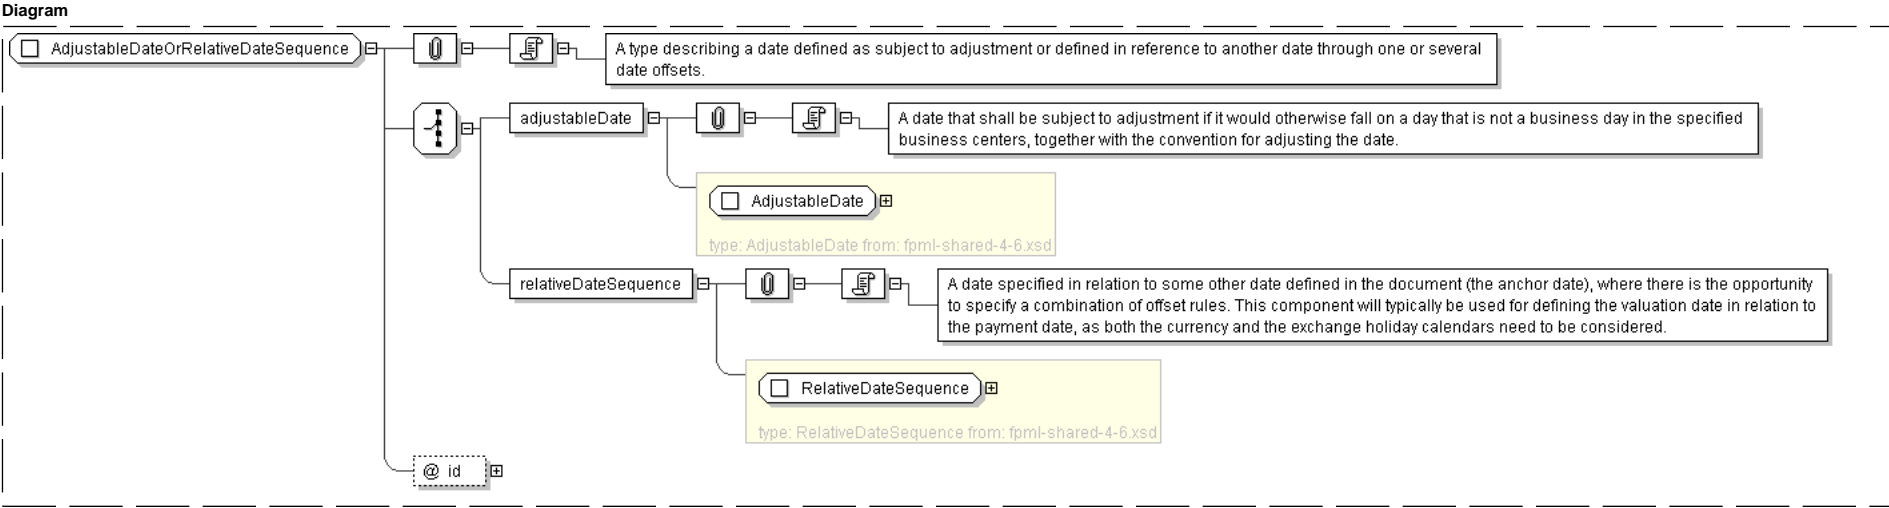 Diagram
AdjustableDateOrRelativeDateSequence
A type describing a date defined as subject to adjustment or defined in reference to another date through one or several
date offsets.
adjustableDate
A date that shall be subject to adjustment if it would otherwise fall on a day that is not a business day in the specified
business centers, together with the convention for adjusting the date.
AdjustableDate
type: AdjustableDate from: fpml-shared-4-6.xsd
relativeDateSequence
A date specified in relation to some other date defined in the document (the anchor date), where there is the opportunity
to specify a combination of offset rules. This component will typically be used for defining the valuation date in relation to
the payment date, as both the currency and the exchange holiday calendars need to be considered.
RelativeDateSequence
type: RelativeDateSequence from: fpml-shared-4-6.xsd
@ id